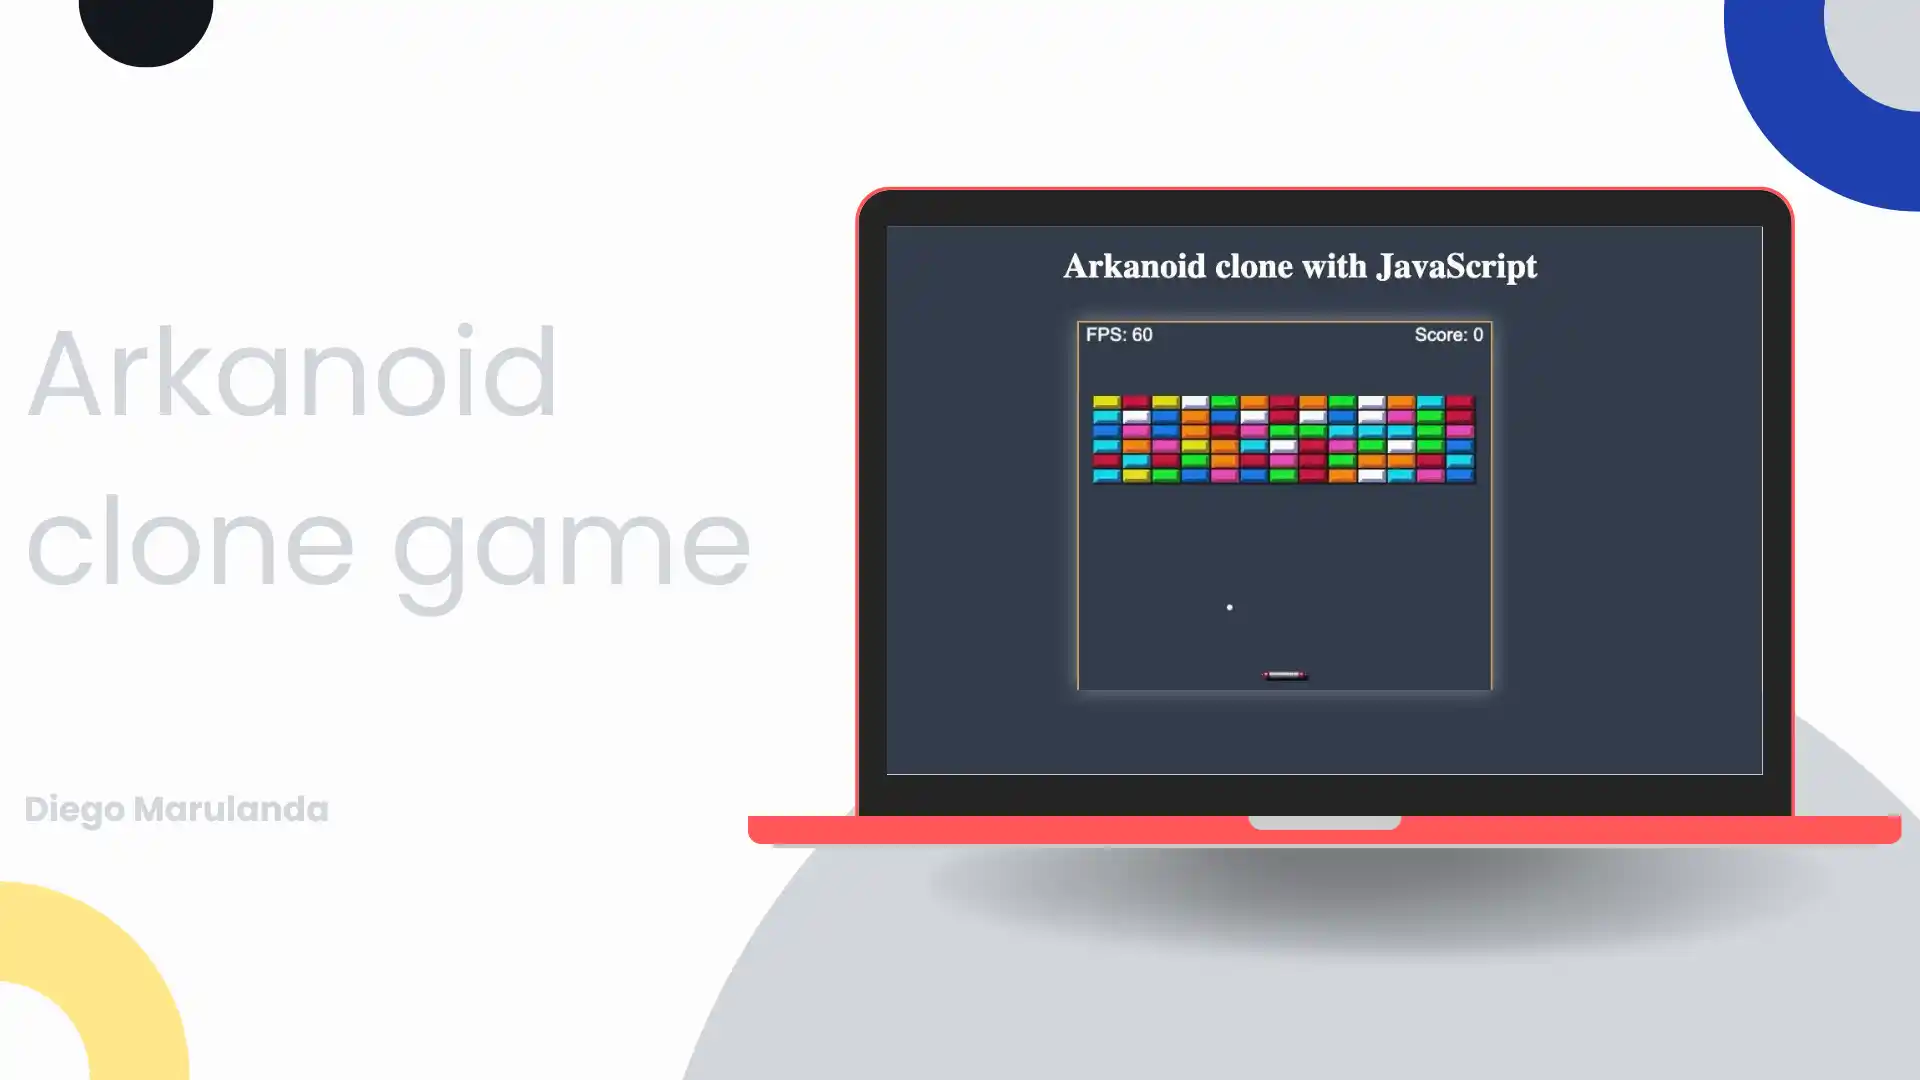 Arkanoid
clone game
Diego Marulanda
Arkanoid clone with JavaScript
FPS: 60
Score: 0